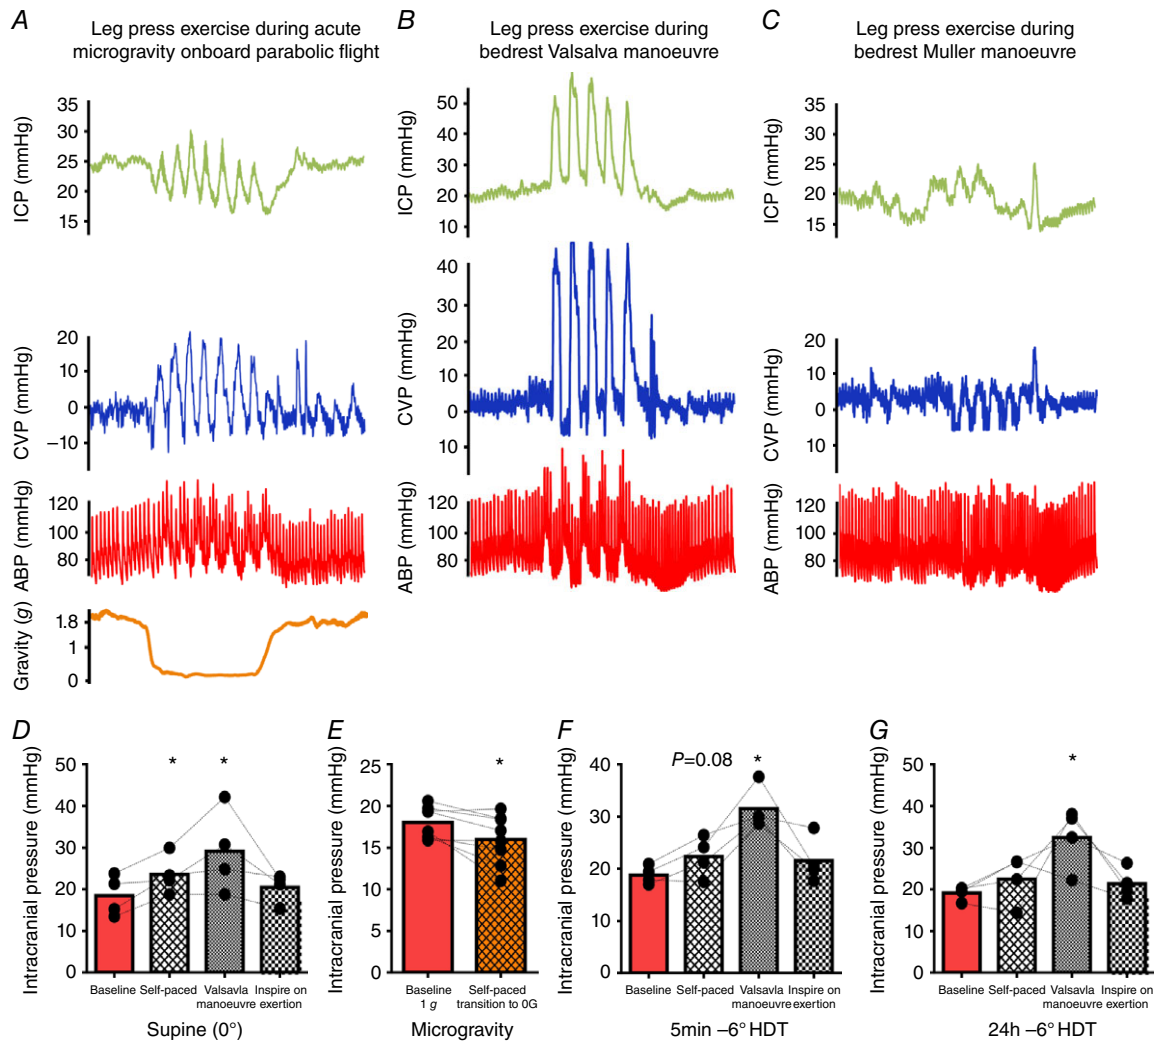 A
Leg press exercise during acute
microgravity onboard parabolic flight
B
Leg press exercise during
bedrest Valsalva manoeuvre
C
Leg press exercise during
bedrest Muller manoeuvre
ICP (mmHg)
35
30
25
20
15
ICP (mmHg)
50
40
30
20
10
ICP (mmHg)
35
30
25
20
15
CVP (mmHg)
20
10
0
–10
CVP (mmHg)
40
30
20
10
0
10
CVP (mmHg)
20
10
0
10
ABP (mmHg)
120
100
80
ABP (mmHg)
120
100
80
ABP (mmHg)
120
100
80
Gravity (g)
1.8
1
0
D
Intracranial pressure (mmHg)
50
40
30
20
10
0
* *
Baseline Self-paced Valsavla Inspire on
manoeuvre exertion
Supine (0°)
E
Intracranial pressure (mmHg)
25
20
15
10
5
0
*
Baseline Self-paced
1 g transition to 0G
Microgravity
F
Intracranial pressure (mmHg)
40
30
20
10
0
P=0.08 *
Baseline Self-paced Valsavla Inspire on
manoeuvre exertion
5min –6° HDT
G
Intracranial pressure (mmHg)
50
40
30
20
10
0
*
Baseline Self-paced Valsavla Inspire on
manoeuvre exertion
24h –6° HDT